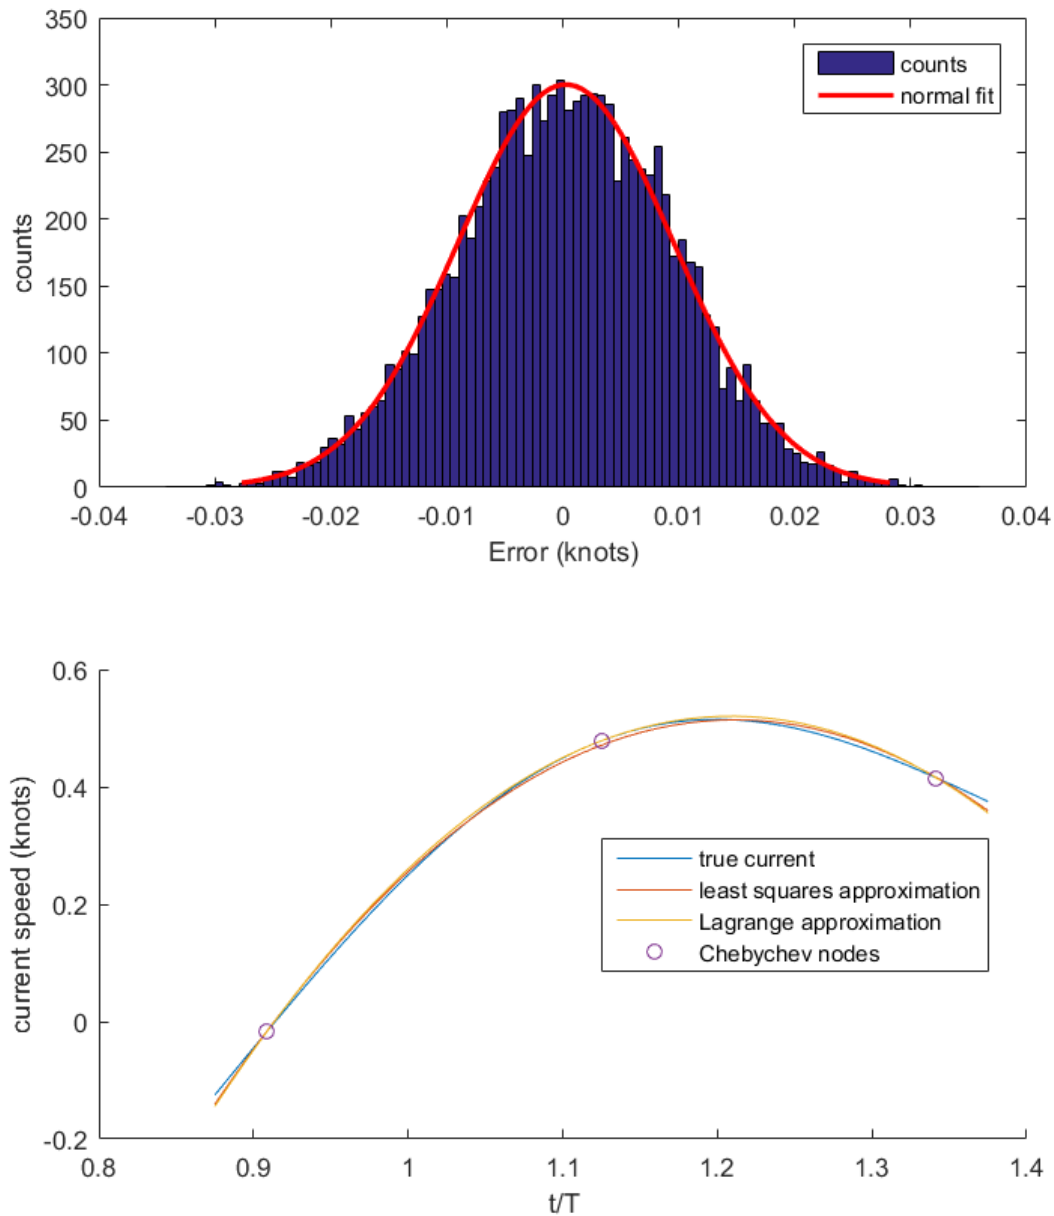 350
300
250
200
150
100
50
0
counts
counts
normal fit
-0.04 -0.03 -0.02 -0.01 0 0.01 0.02 0.03 0.04
Error (knots)
0.6
0.4
0.2
0
-0.2
current speed (knots)
true current
least squares approximation
Lagrange approximation
Chebychev nodes
0.8 0.9 1 1.1 1.2 1.3 1.4
t/T